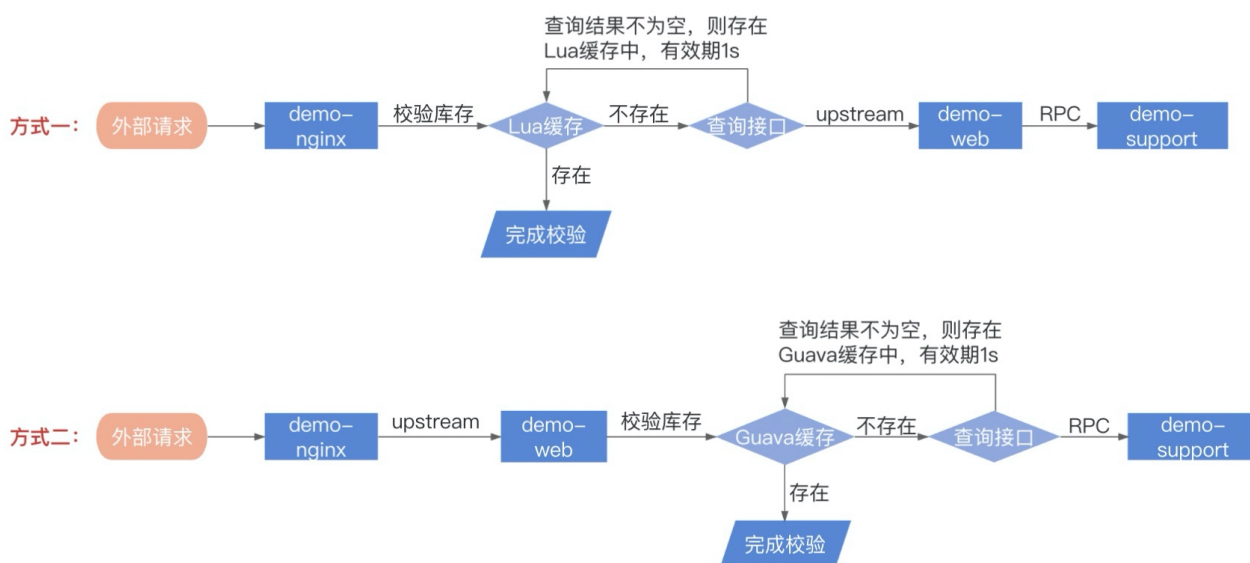 查询结果不为空，则存在
Lua缓存中，有效期1s
方式一：
外部请求
demo-
nginx
校验库存
Lua缓存
不存在
查询接口
upstream
demo-
web
RPC
demo-
support
存在
完成校验
查询结果不为空，则存在
Guava缓存中，有效期1s
方式二：
外部请求
demo-
nginx
upstream
demo-
web
校验库存
Guava缓存
不存在
查询接口
RPC
demo-
support
存在
完成校验